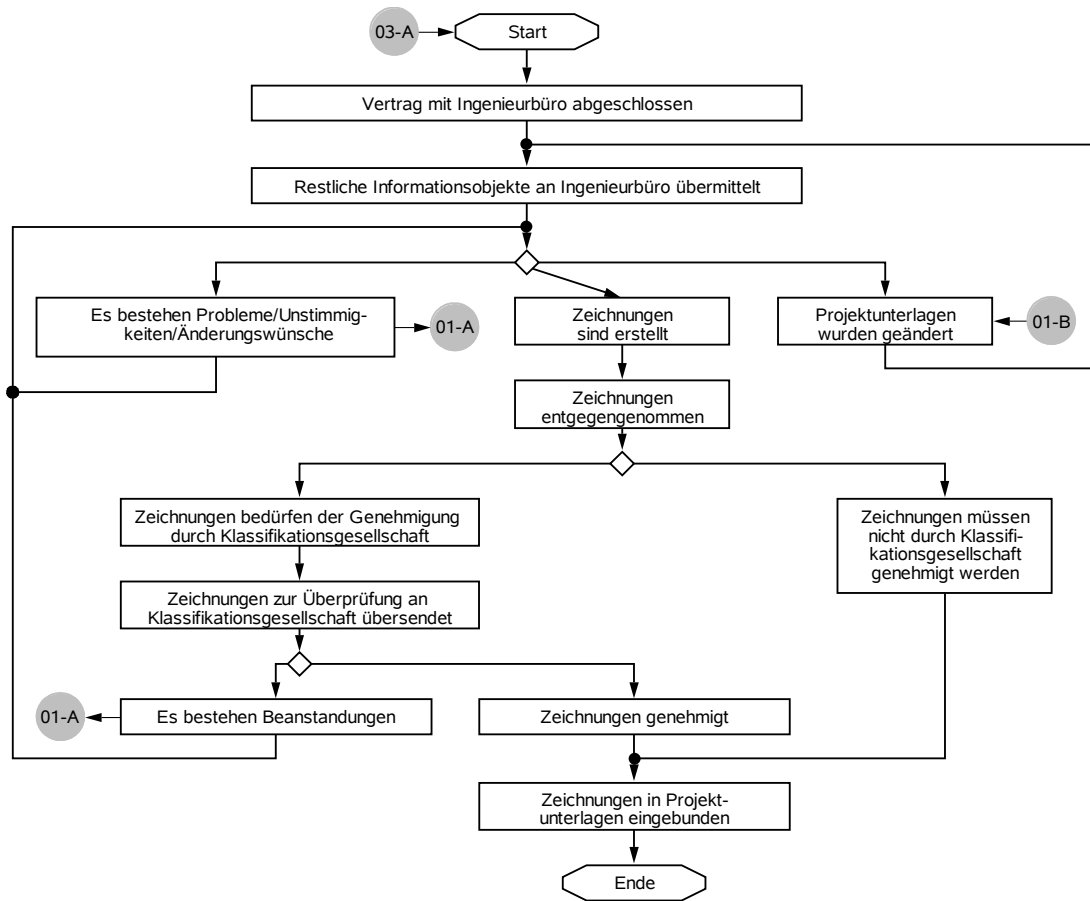 03-A
Start
Vertrag mit Ingenieurbüro abgeschlossen
Restliche Informationsobjekte an Ingenieurbüro übermittelt
Es bestehen Probleme/Unstimmig-
keiten/Änderungswünsche
01-A
Zeichnungen
sind erstellt
Projektunterlagen
wurden geändert
01-B
Zeichnungen
entgegengenommen
Zeichnungen bedürfen der Genehmigung
durch Klassifikationsgesellschaft
Zeichnungen müssen
nicht durch Klassifi-
kationsgesellschaft
genehmigt werden
Zeichnungen zur Überprüfung an
Klassifikationsgesellschaft übersendet
01-A
Es bestehen Beanstandungen
Zeichnungen genehmigt
Zeichnungen in Projekt-
unterlagen eingebunden
Ende